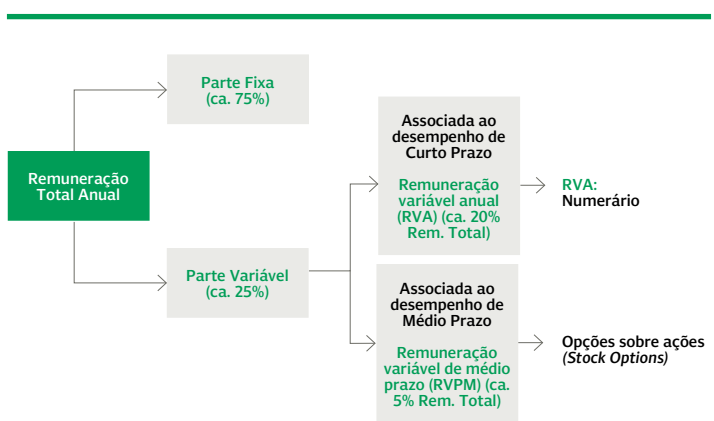 Remuneração
Total Anual
Parte Fixa
(ca. 75%)
Parte Variável
(ca. 25%)
Associada ao
desempenho de
Curto Prazo
Remuneração
variável anual
(RVA) (ca. 20%
Rem. Total)
RVA:
Numerário
Associada ao
desempenho de
Médio Prazo
Remuneração
variável de médio
prazo (RVPM) (ca.
5% Rem. Total)
Opções sobre ações
(Stock Options)